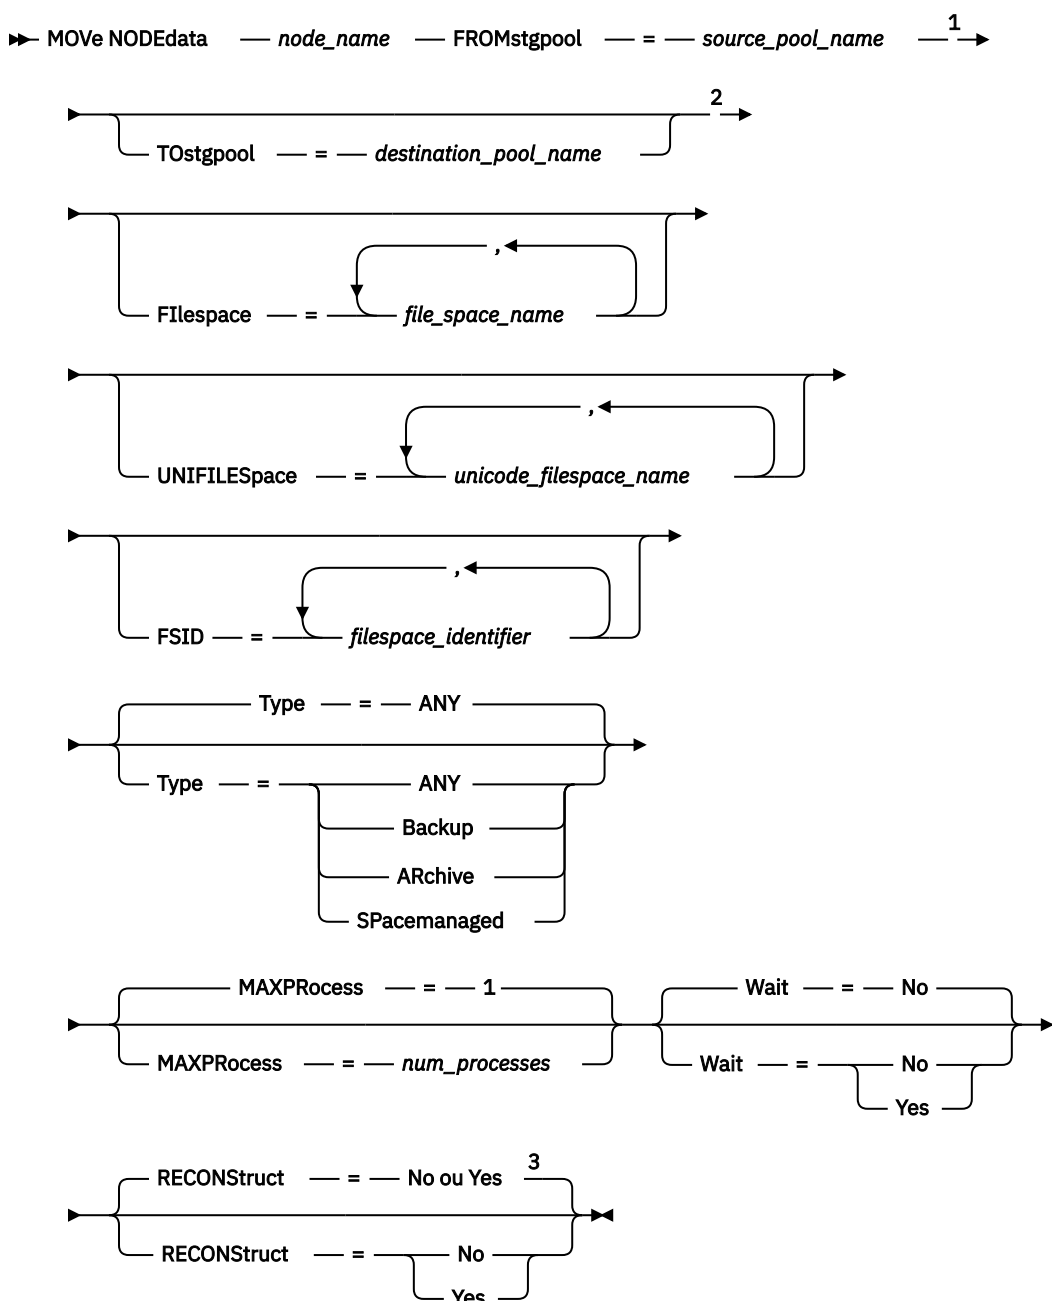 MOVe NODEdata node_name FROMstgpool = source_pool_name 1
2
TOstgpool = destination_pool_name
,
FIlespace = file_space_name
,
UNIFILESpace = unicode_filespace_name
,
FSID = filespace_identifier
Type = ANY
Type = ANY
Backup
ARchive
SPacemanaged
MAXPRocess = 1 Wait = No
MAXPRocess = num_processes Wait = No
Yes
RECONStruct = No ou Yes 3
RECONStruct = No
Yes